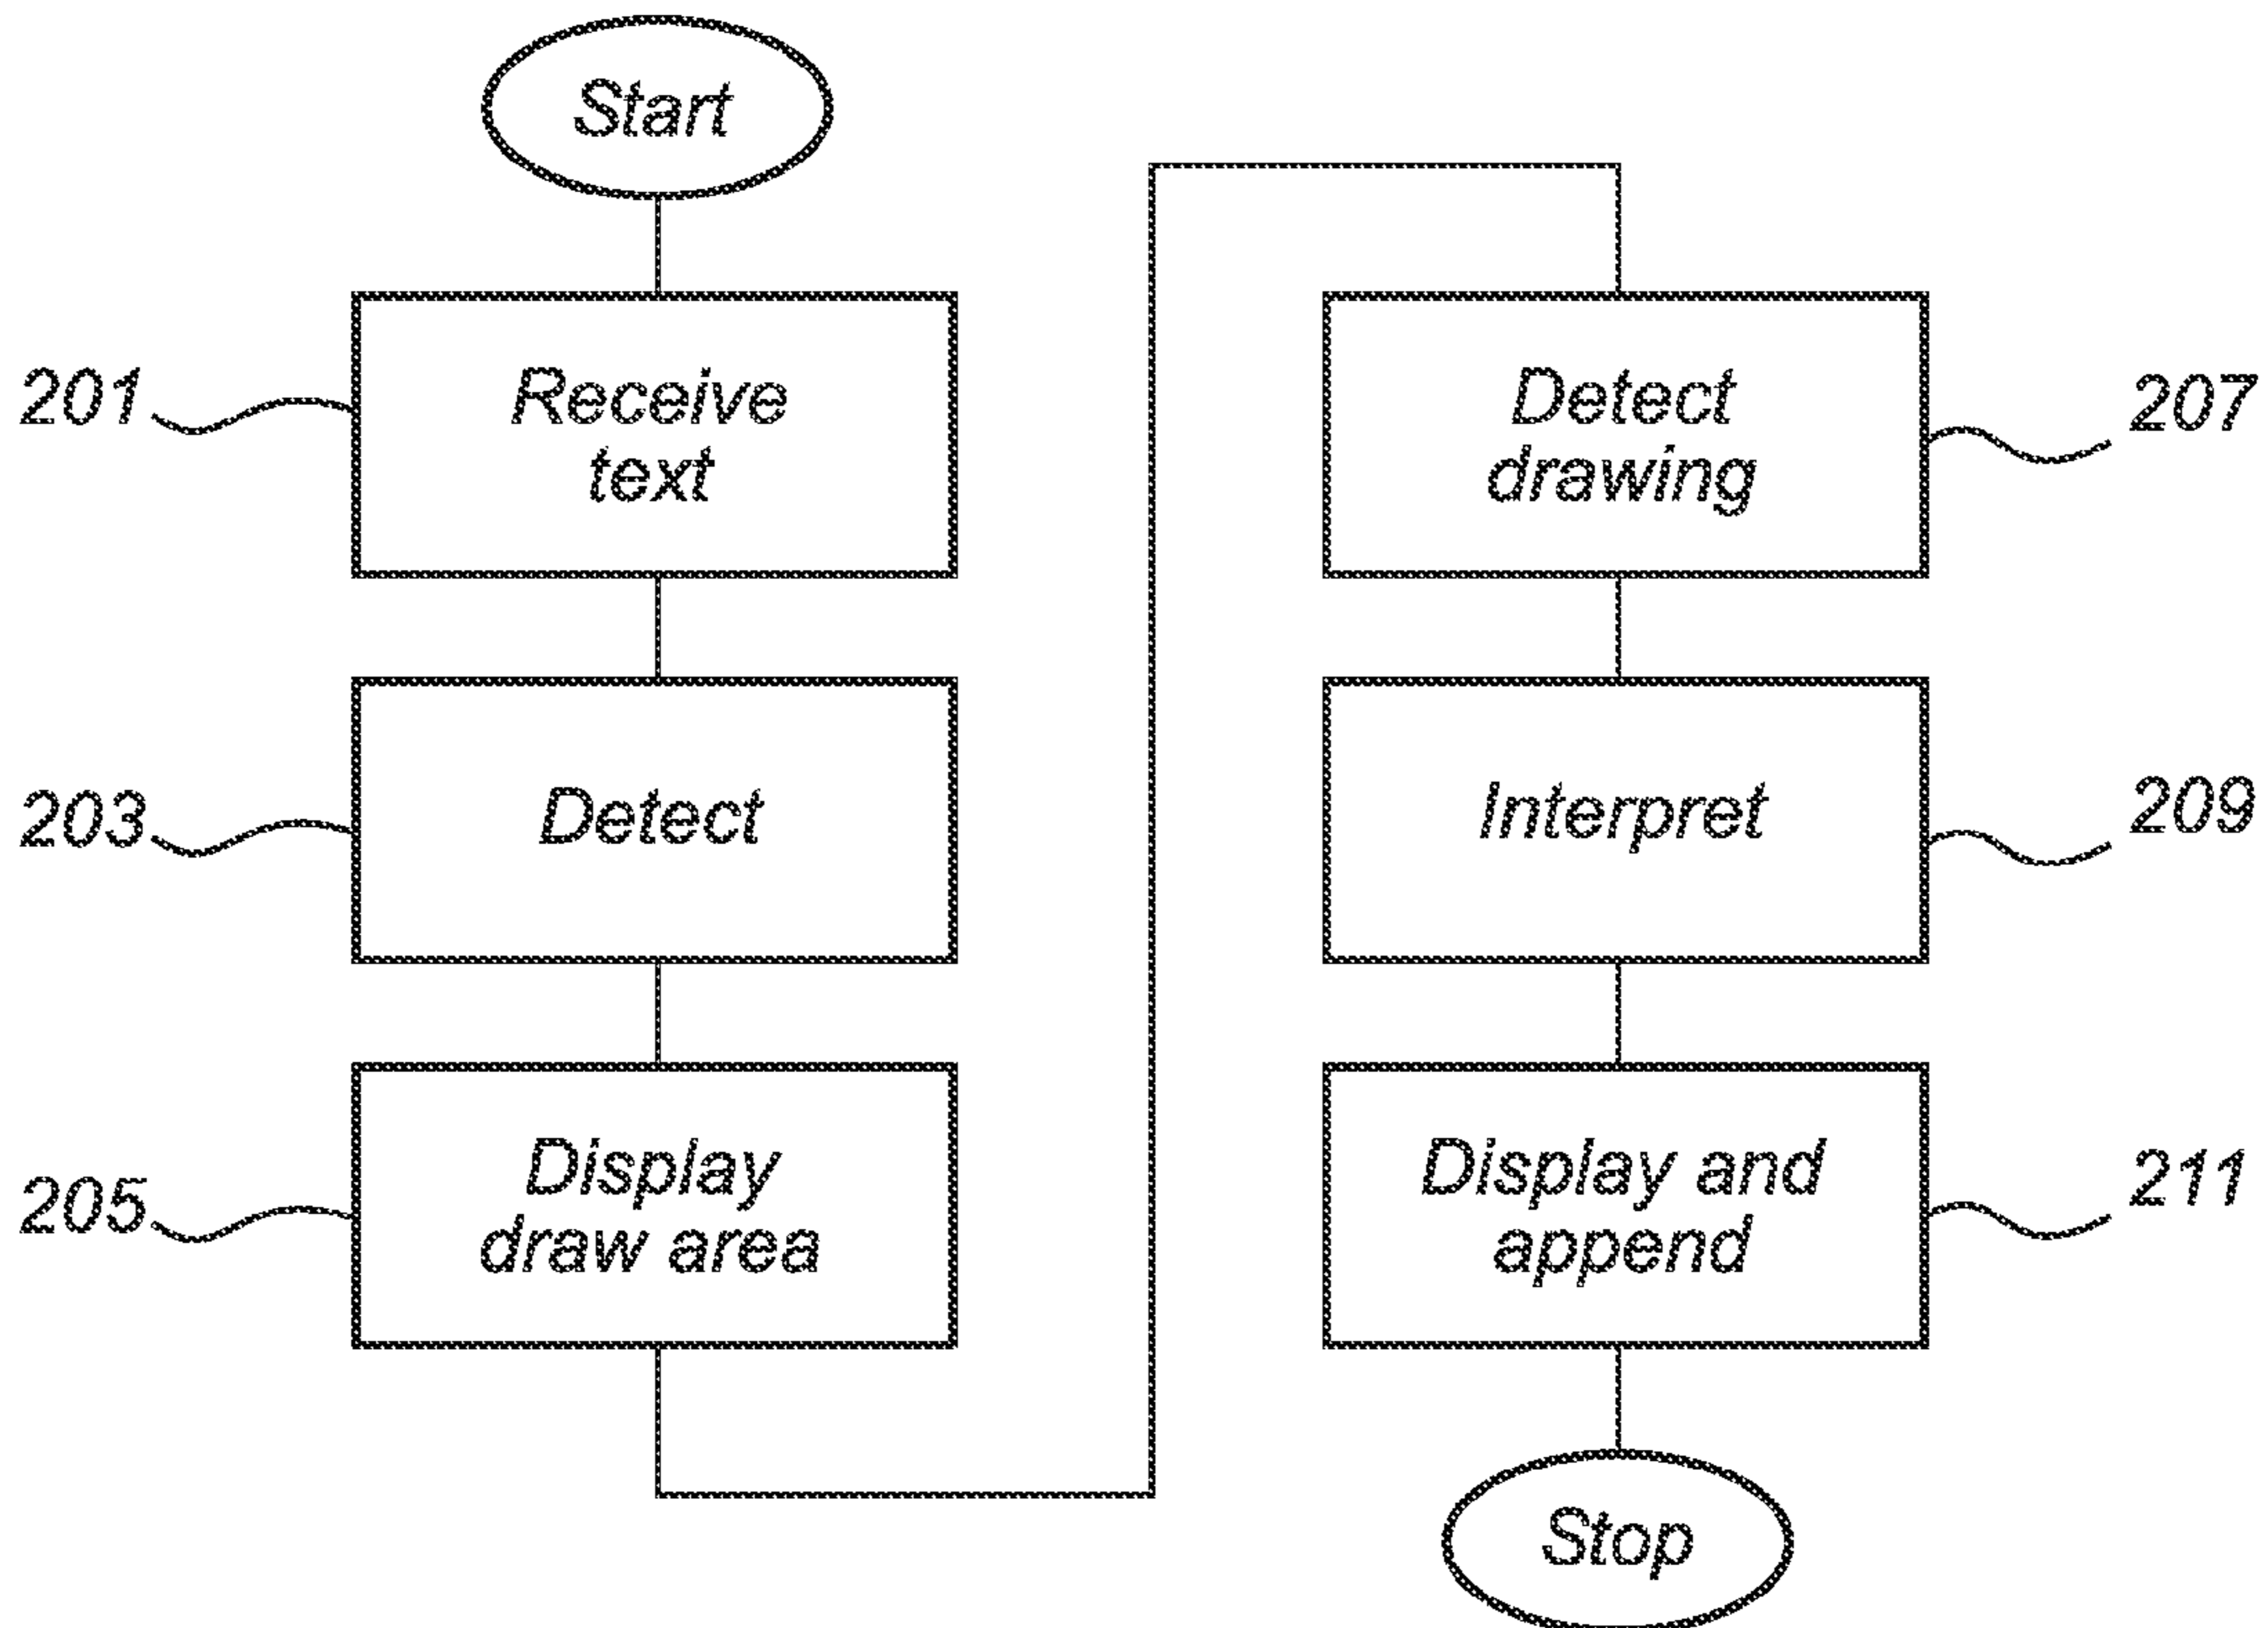 Start
201
Receive
text
203
Detect
205
Display
draw area
Detect
drawing
207
Interpret
209
Display and
append
211
Stop